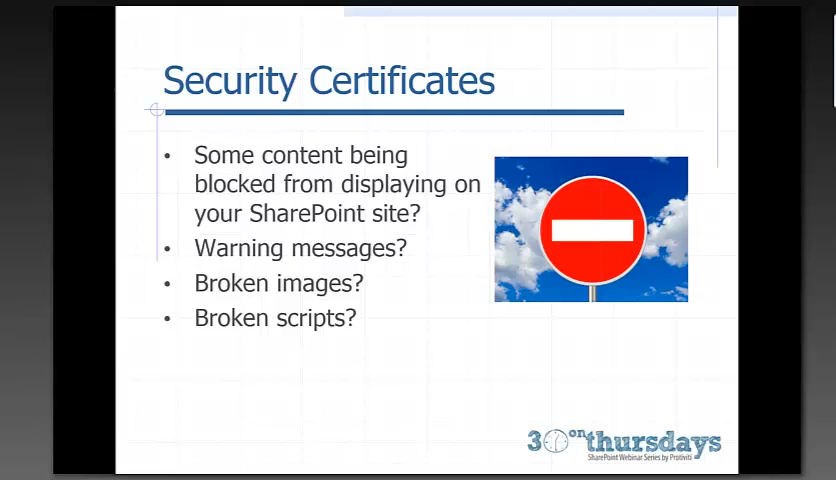 Security Certificates
• Some content being
blocked from displaying on
your SharePoint site?
• Warning messages?
• Broken images?
• Broken scripts?
30 on thursdays
SharePoint Webinar Series by Protiviti